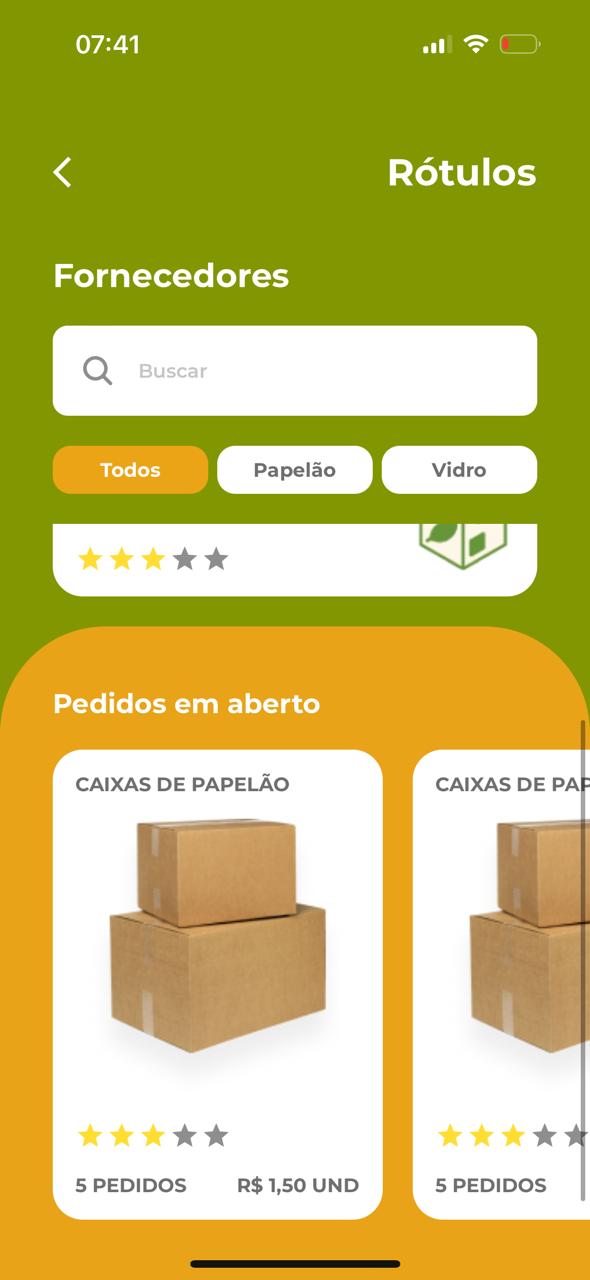 07:41
Rótulos
Fornecedores
Buscar
Todos Papelão Vidro
Pedidos em aberto
CAIXAS DE PAPELÃO CAIXAS DE PAP
5 PEDIDOS R$ 1,50 UND 5 PEDIDOS